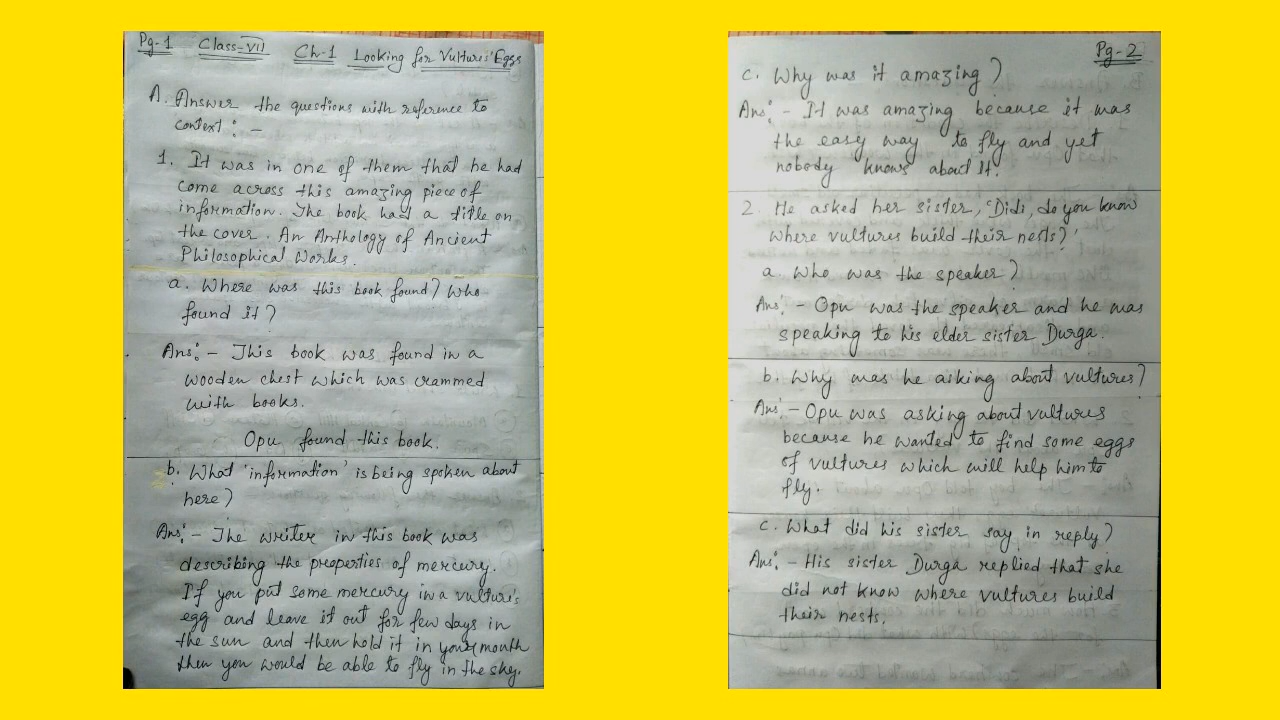 Pg-1 Class-VII Ch-1 Looking for Vultures' Eggs
A. Answer the questions with reference to
context : -
1. It was in one of them that he had
come across this amazing piece of
information. The book had a title on
the cover. An Anthology of Ancient
Philosophical Works.
a. Where was this book found? Who
found it?
Ans: - This book was found in a
wooden chest which was crammed
with books.
Opu found this book.
b. What 'information' is being spoken about
here?
Ans: - The writer in this book was
describing the properties of mercury.
If you put some mercury in a vulture's
egg and leave it out for few days in
the sun and then hold it in your mouth
then you would be able to fly in the sky.
Pg-2
c. Why was it amazing?
Ans: - It was amazing because it was
the easy way to fly and yet
nobody knows about it.
2. He asked her sister, 'Didi, do you know
where vultures build their nests?'
a. Who was the speaker?
Ans: - Opu was the speaker and he was
speaking to his elder sister Durga.
b. Why was he asking about vultures?
Ans: - Opu was asking about vultures
because he wanted to find some eggs
of vultures which will help him to
fly.
c. What did his sister say in reply?
Ans: - His sister Durga replied that she
did not know where vultures build
their nests.